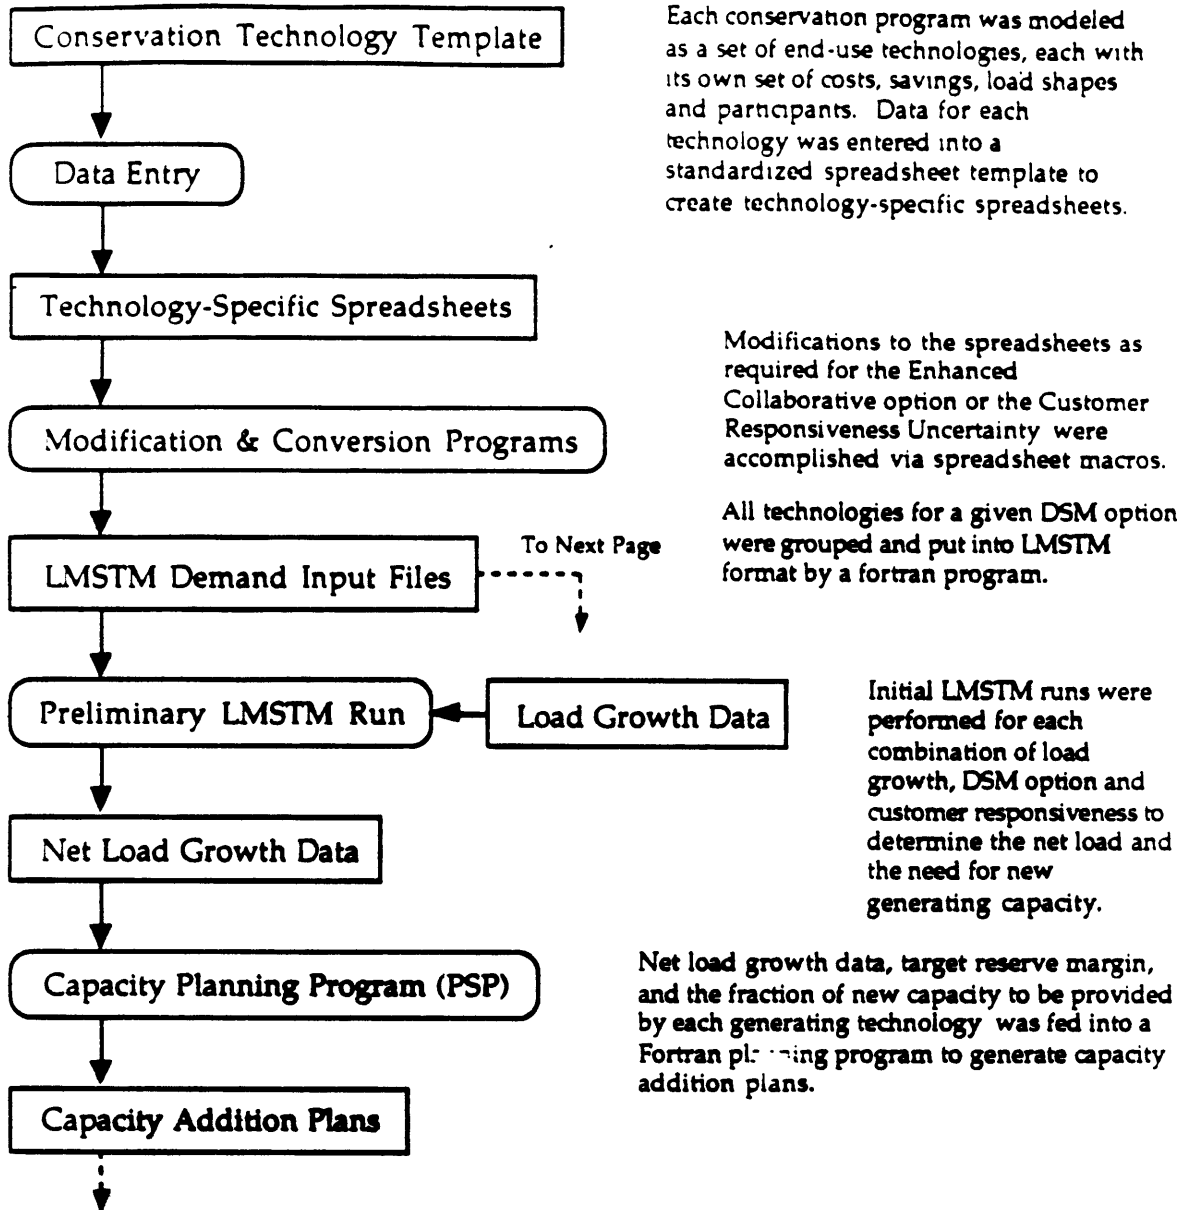 Conservation Technology Template
Each conservation program was modeled
as a set of end-use technologies, each with
its own set of costs, savings, load shapes
and participants. Data for each
technology was entered into a
standardized spreadsheet template to
create technology-specific spreadsheets.
Data Entry
Technology-Specific Spreadsheets
Modifications to the spreadsheets as
required for the Enhanced
Collaborative option or the Customer
Responsiveness Uncertainty were
accomplished via spreadsheet macros.
Modification & Conversion Programs
All technologies for a given DSM option
were grouped and put into LMSTM
format by a fortran program.
To Next Page
LMSTM Demand Input Files
Preliminary LMSTM Run
Load Growth Data
Initial LMSTM runs were
performed for each
combination of load
growth, DSM option and
customer responsiveness to
determine the net load and
the need for new
generating capacity.
Net Load Growth Data
Capacity Planning Program (PSP)
Net load growth data, target reserve margin,
and the fraction of new capacity to be provided
by each generating technology was fed into a
Fortran program to generate capacity
addition plans.
Capacity Addition Plans